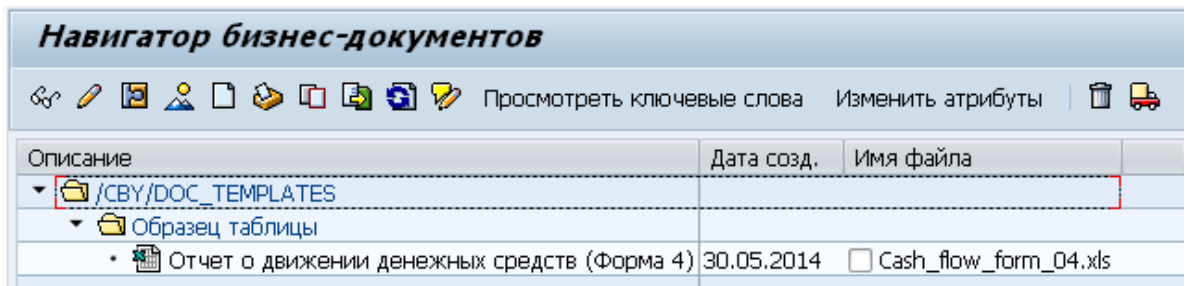 Навигатор бизнес-документов
Просмотреть ключевые слова Изменить атрибуты
Описание Дата созд. Имя файла
/CBY/DOC_TEMPLATES
Образец таблицы
Отчет о движении денежных средств (Форма 4) 30.05.2014 Cash_flow_form_04.xls